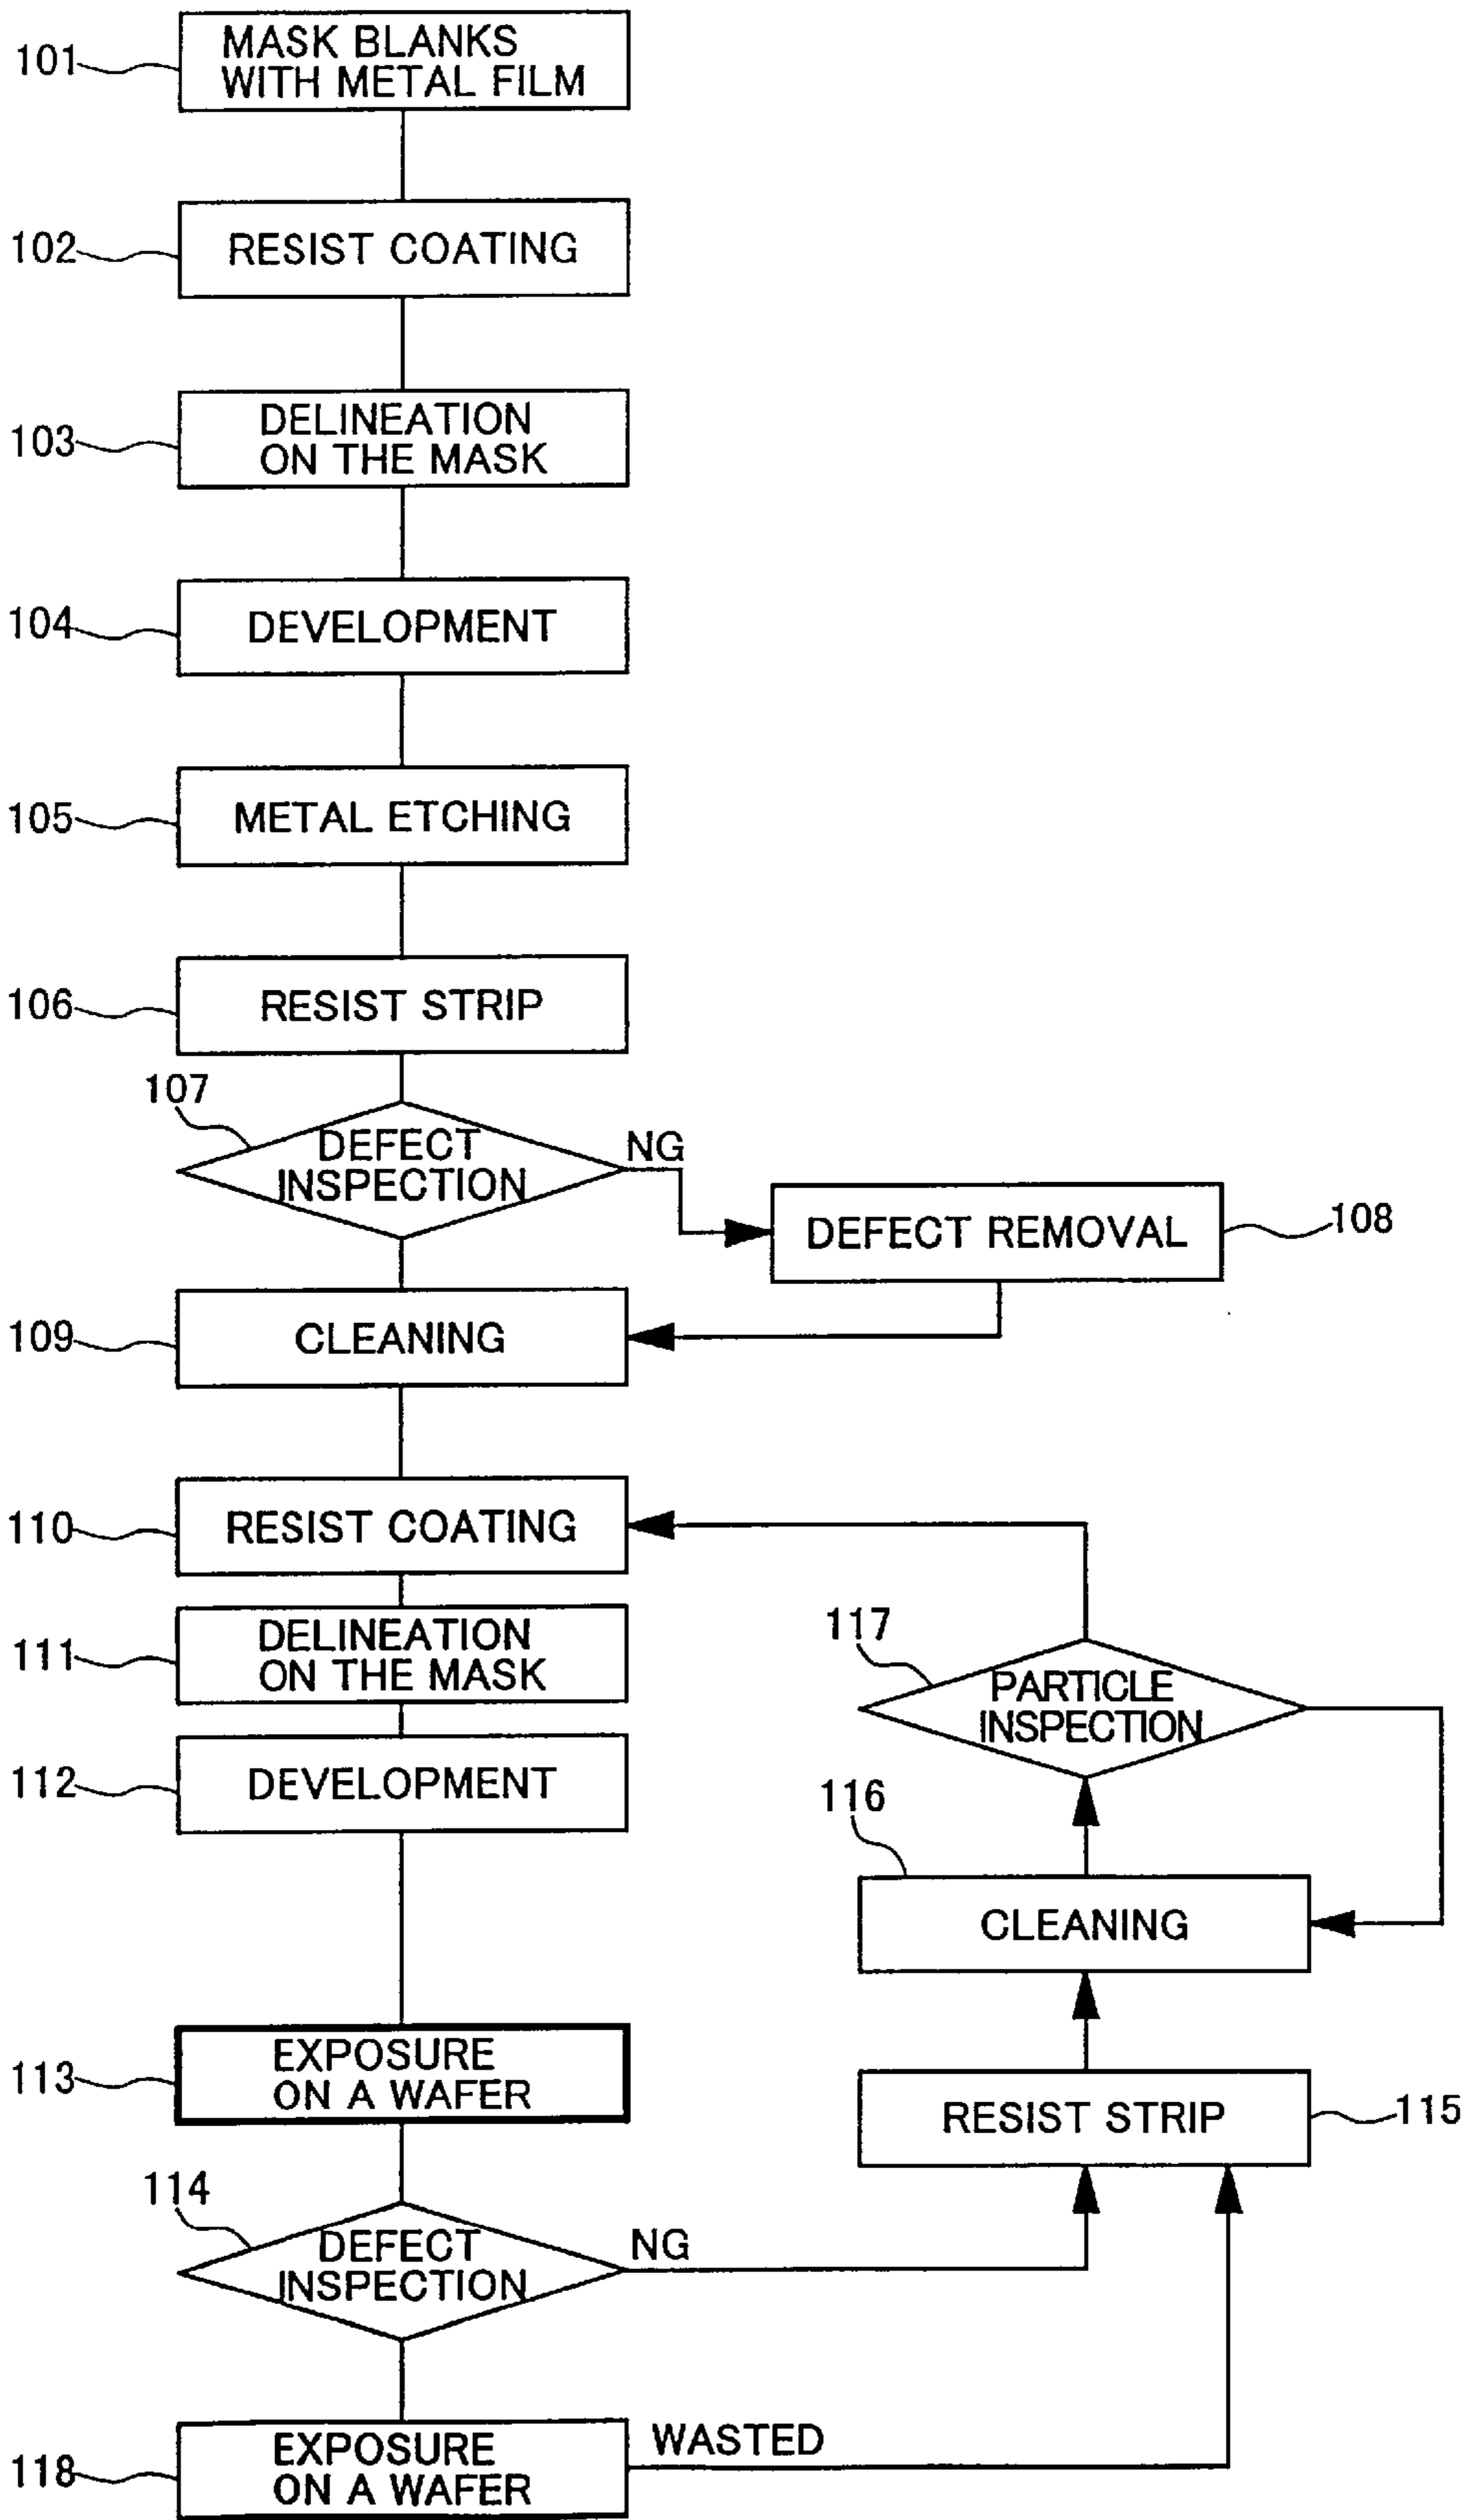 101
MASK BLANKS
WITH METAL FILM
102
RESIST COATING
103
DELINEATION
ON THE MASK
104
DEVELOPMENT
105
METAL ETCHING
106
RESIST STRIP
107
DEFECT
INSPECTION
NG
DEFECT REMOVAL
108
109
CLEANING
110
RESIST COATING
111
DELINEATION
ON THE MASK
117
PARTICLE
INSPECTION
112
DEVELOPMENT
116
CLEANING
113
EXPOSURE
ON A WAFER
RESIST STRIP
115
114
DEFECT
INSPECTION
NG
118
EXPOSURE
ON A WAFER
WASTED